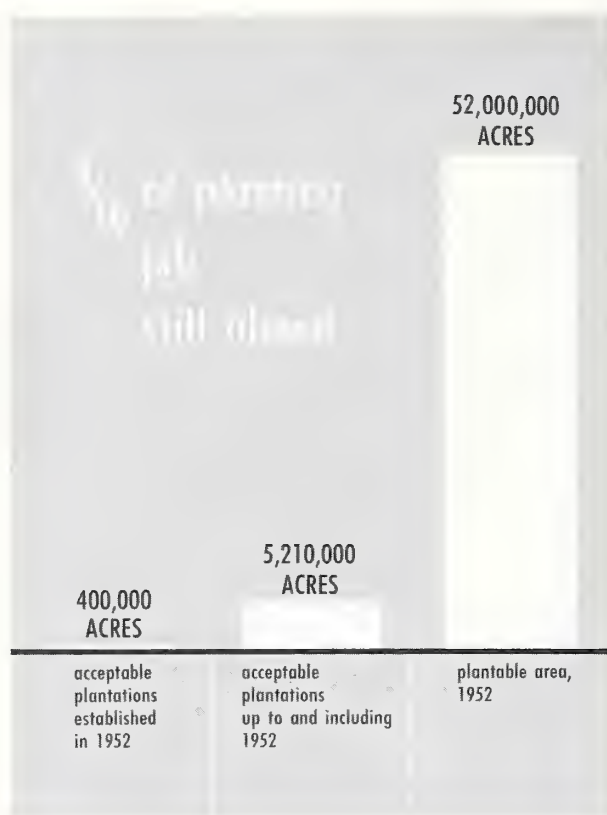 of planting
job
still ahead
52,000,000
ACRES
5,210,000
ACRES
400,000
ACRES
acceptable
plantations
established
in 1952
acceptable
plantations
up to and including
1952
plantable area,
1952